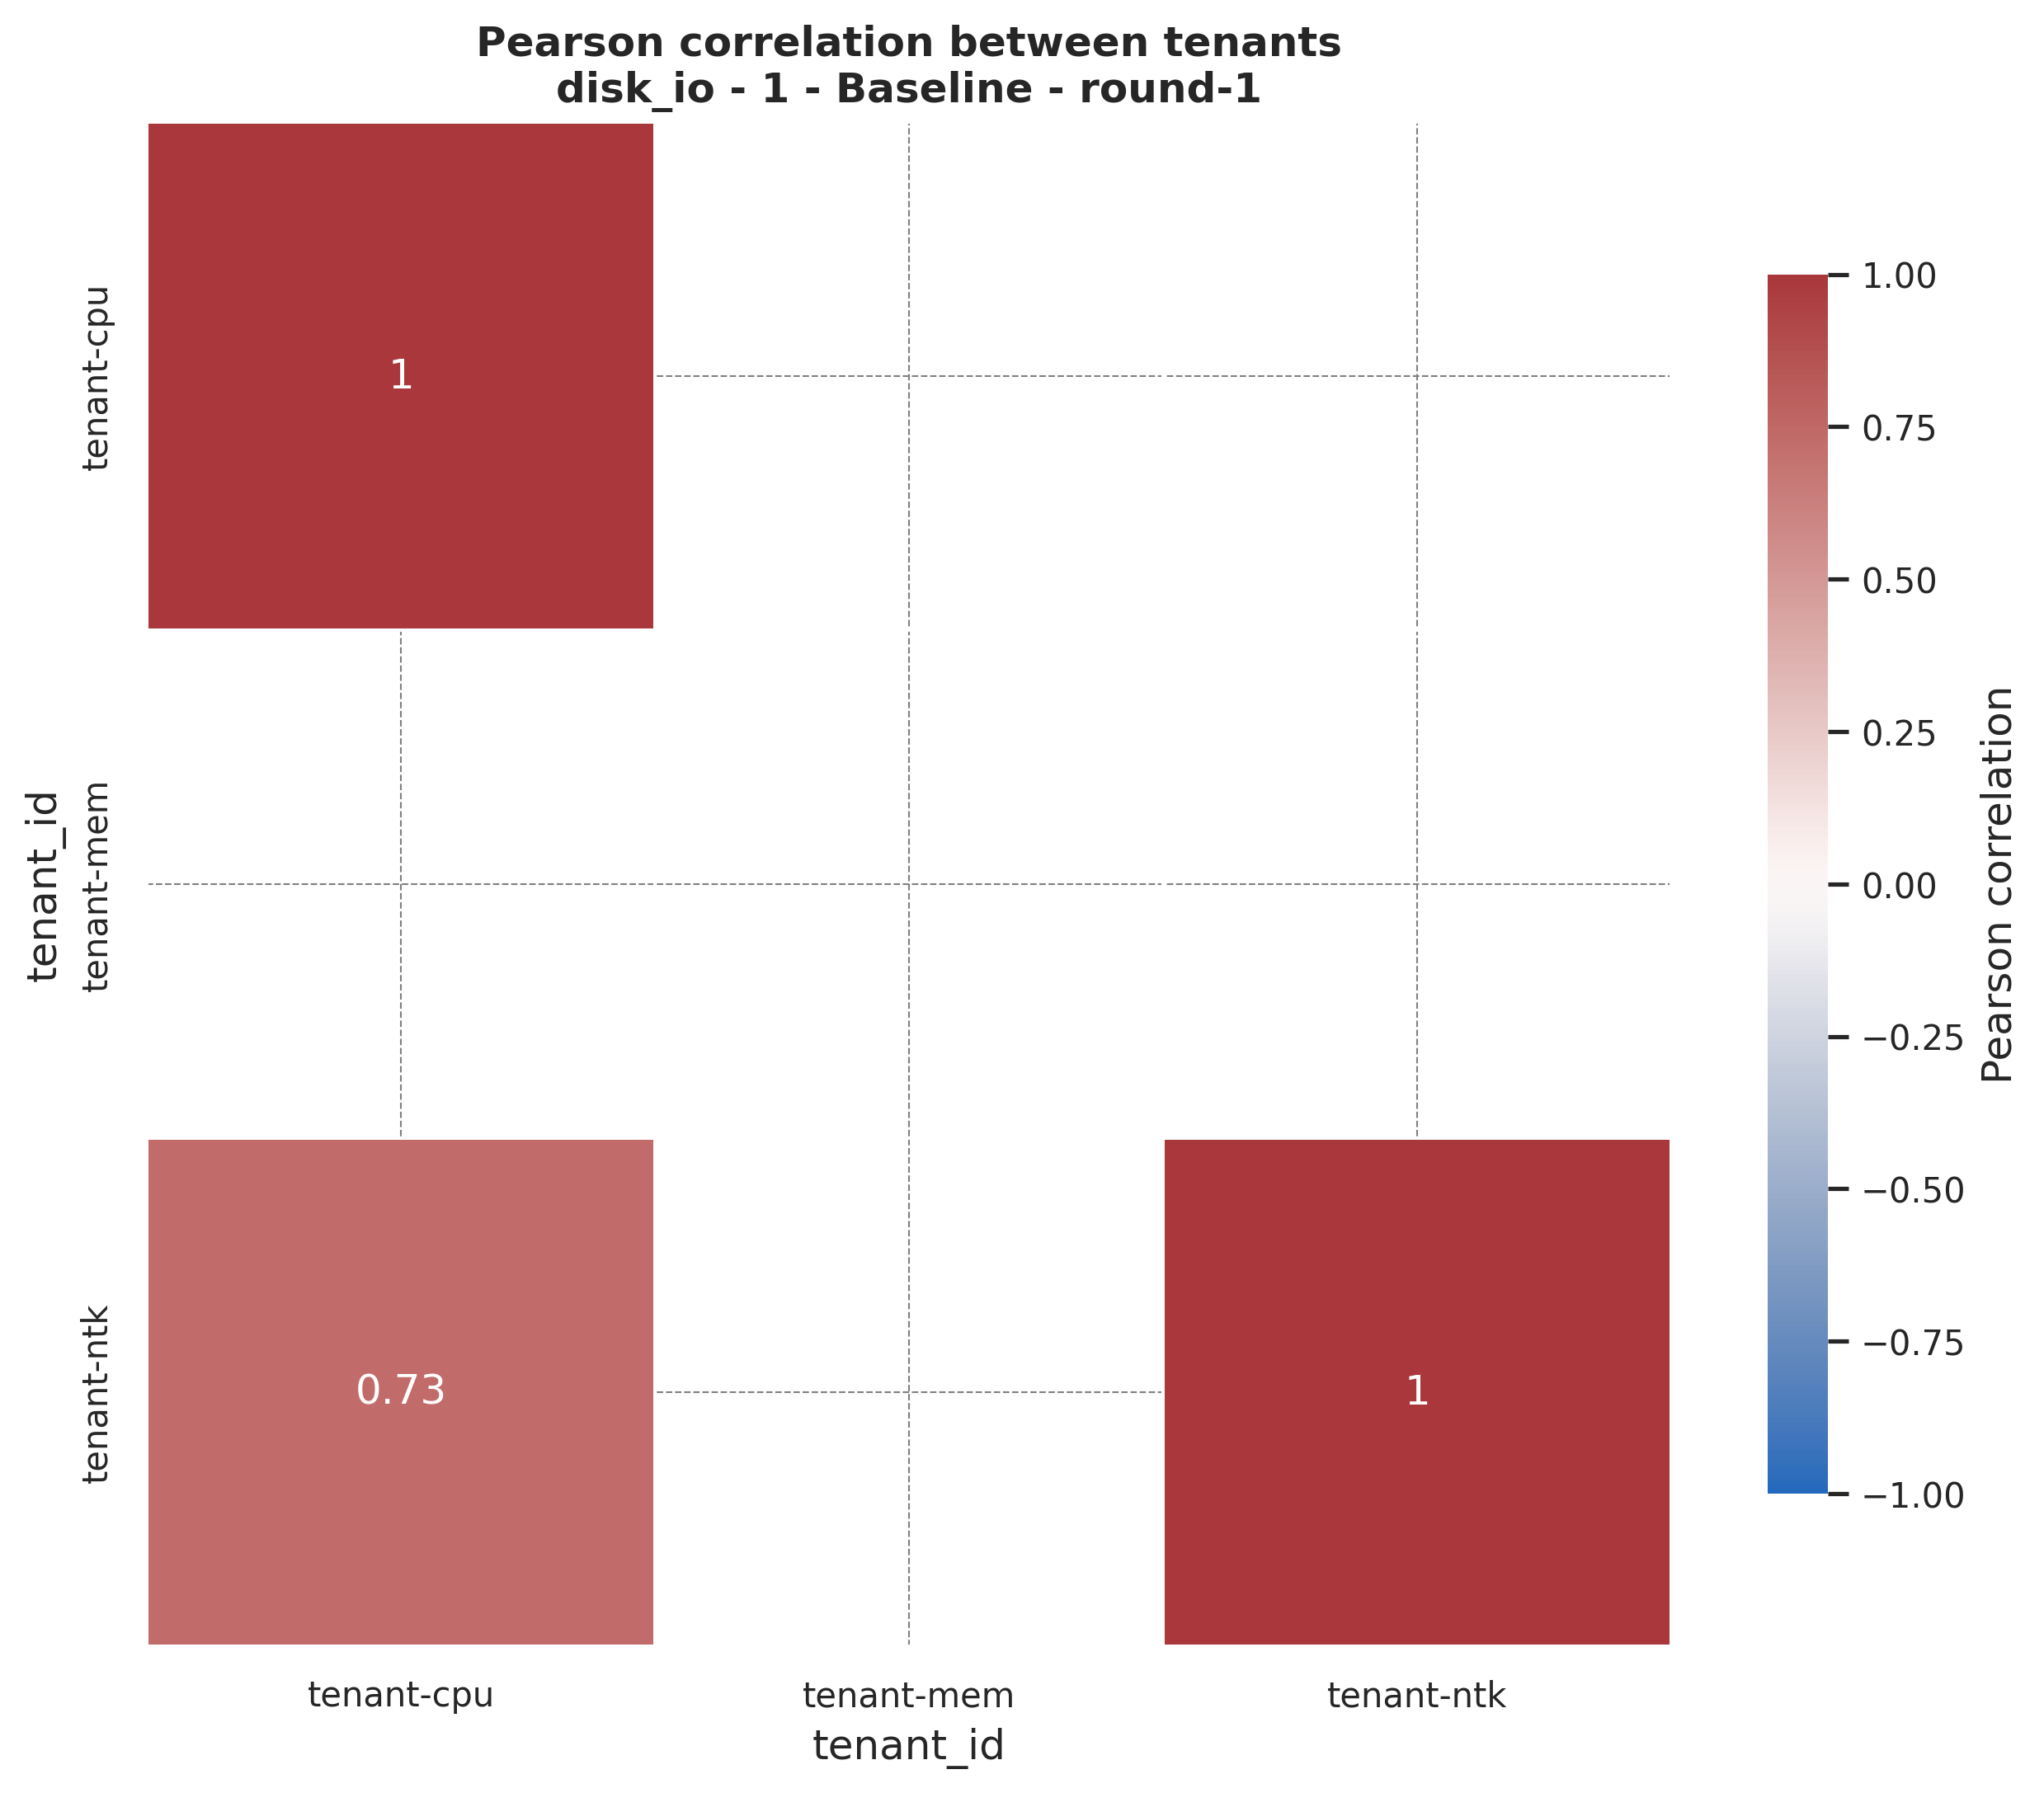 Pearson correlation between tenants
disk_io - 1 - Baseline - round-1
tenant_id
tenant-cpu
tenant-mem
tenant-ntk
1
0.73
1
tenant-cpu
tenant-mem
tenant-ntk
tenant_id
1.00
0.75
0.50
0.25
0.00
−0.25
−0.50
−0.75
−1.00
Pearson correlation